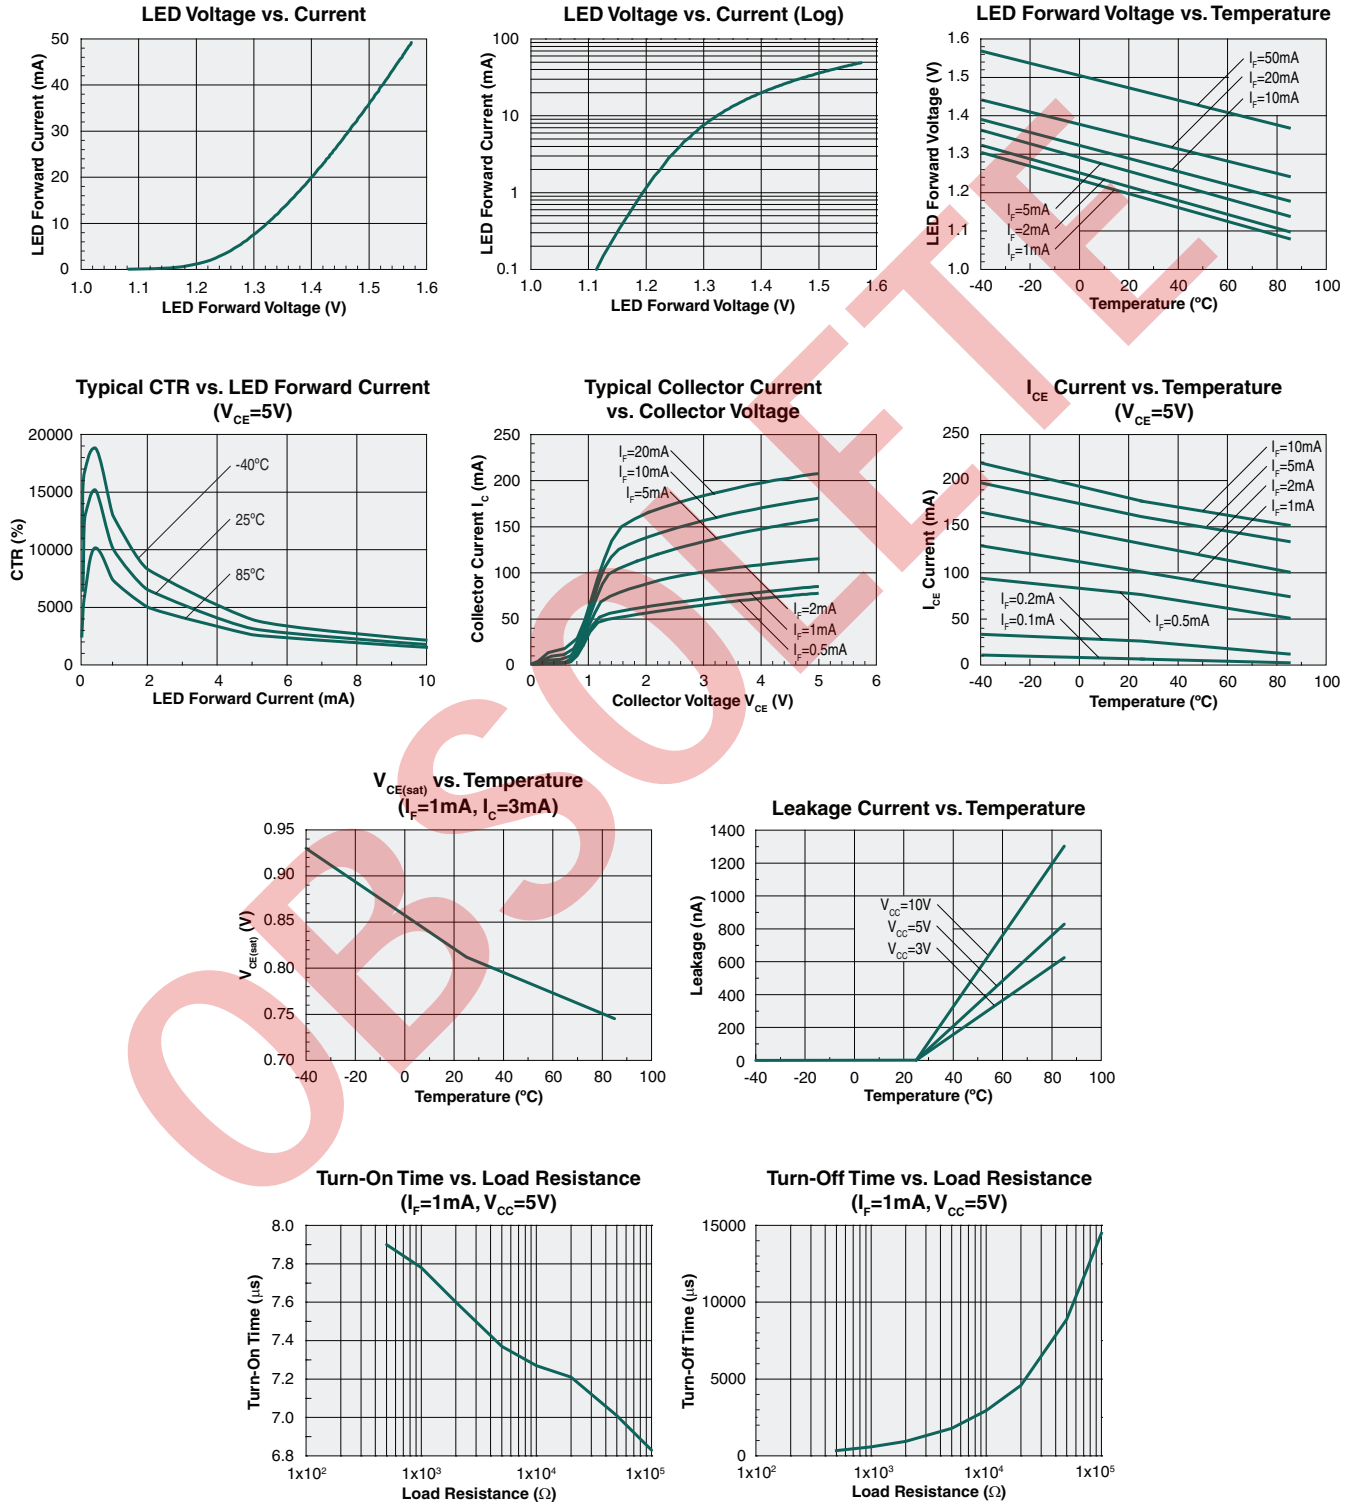 LED Voltage vs. Current
LED Forward Current (mA)
50
40
30
20
10
0
1.0 1.1 1.2 1.3 1.4 1.5 1.6
LED Forward Voltage (V)
LED Voltage vs. Current (Log)
LED Forward Current (mA)
100
10
1
0.1
1.0 1.1 1.2 1.3 1.4 1.5 1.6
LED Forward Voltage (V)
LED Forward Voltage vs. Temperature
LED Forward Voltage (V)
1.6
1.5
1.4
1.3
1.2
1.1
1.0
IF=50mA
IF=20mA
IF=10mA
IF=5mA
IF=2mA
IF=1mA
-40 -20 0 20 40 60 80 100
Temperature (ºC)
Typical CTR vs. LED Forward Current
(VCE=5V)
CTR (%)
20000
15000
10000
5000
0
-40ºC
25ºC
85ºC
0 2 4 6 8 10
LED Forward Current (mA)
Typical Collector Current
vs. Collector Voltage
Collector Current IC (mA)
250
200
150
100
50
0
IF=20mA
IF=10mA
IF=5mA
IF=2mA
IF=1mA
IF=0.5mA
0 1 2 3 4 5 6
Collector Voltage VCE (V)
ICE Current vs. Temperature
(VCE=5V)
ICE Current (mA)
250
200
150
100
50
0
IF=10mA
IF=5mA
IF=2mA
IF=1mA
IF=0.2mA
IF=0.1mA
IF=0.5mA
-40 -20 0 20 40 60 80 100
Temperature (ºC)
VCE(sat) vs. Temperature
(IF=1mA, IC=3mA)
VCE(sat) (V)
0.95
0.90
0.85
0.80
0.75
0.70
-40 -20 0 20 40 60 80 100
Temperature (ºC)
Leakage Current vs. Temperature
Leakage (nA)
1400
1200
1000
800
600
400
200
0
VCC=10V
VCC=5V
VCC=3V
-40 -20 0 20 40 60 80 100
Temperature (ºC)
Turn-On Time vs. Load Resistance
(IF=1mA, VCC=5V)
Turn-On Time (µs)
8.0
7.8
7.6
7.4
7.2
7.0
6.8
1x10² 1x10³ 1x10⁴ 1x10⁵
Load Resistance (Ω)
Turn-Off Time vs. Load Resistance
(IF=1mA, VCC=5V)
Turn-Off Time (µs)
15000
10000
5000
0
1x10² 1x10³ 1x10⁴ 1x10⁵
Load Resistance (Ω)
OBSOLETE